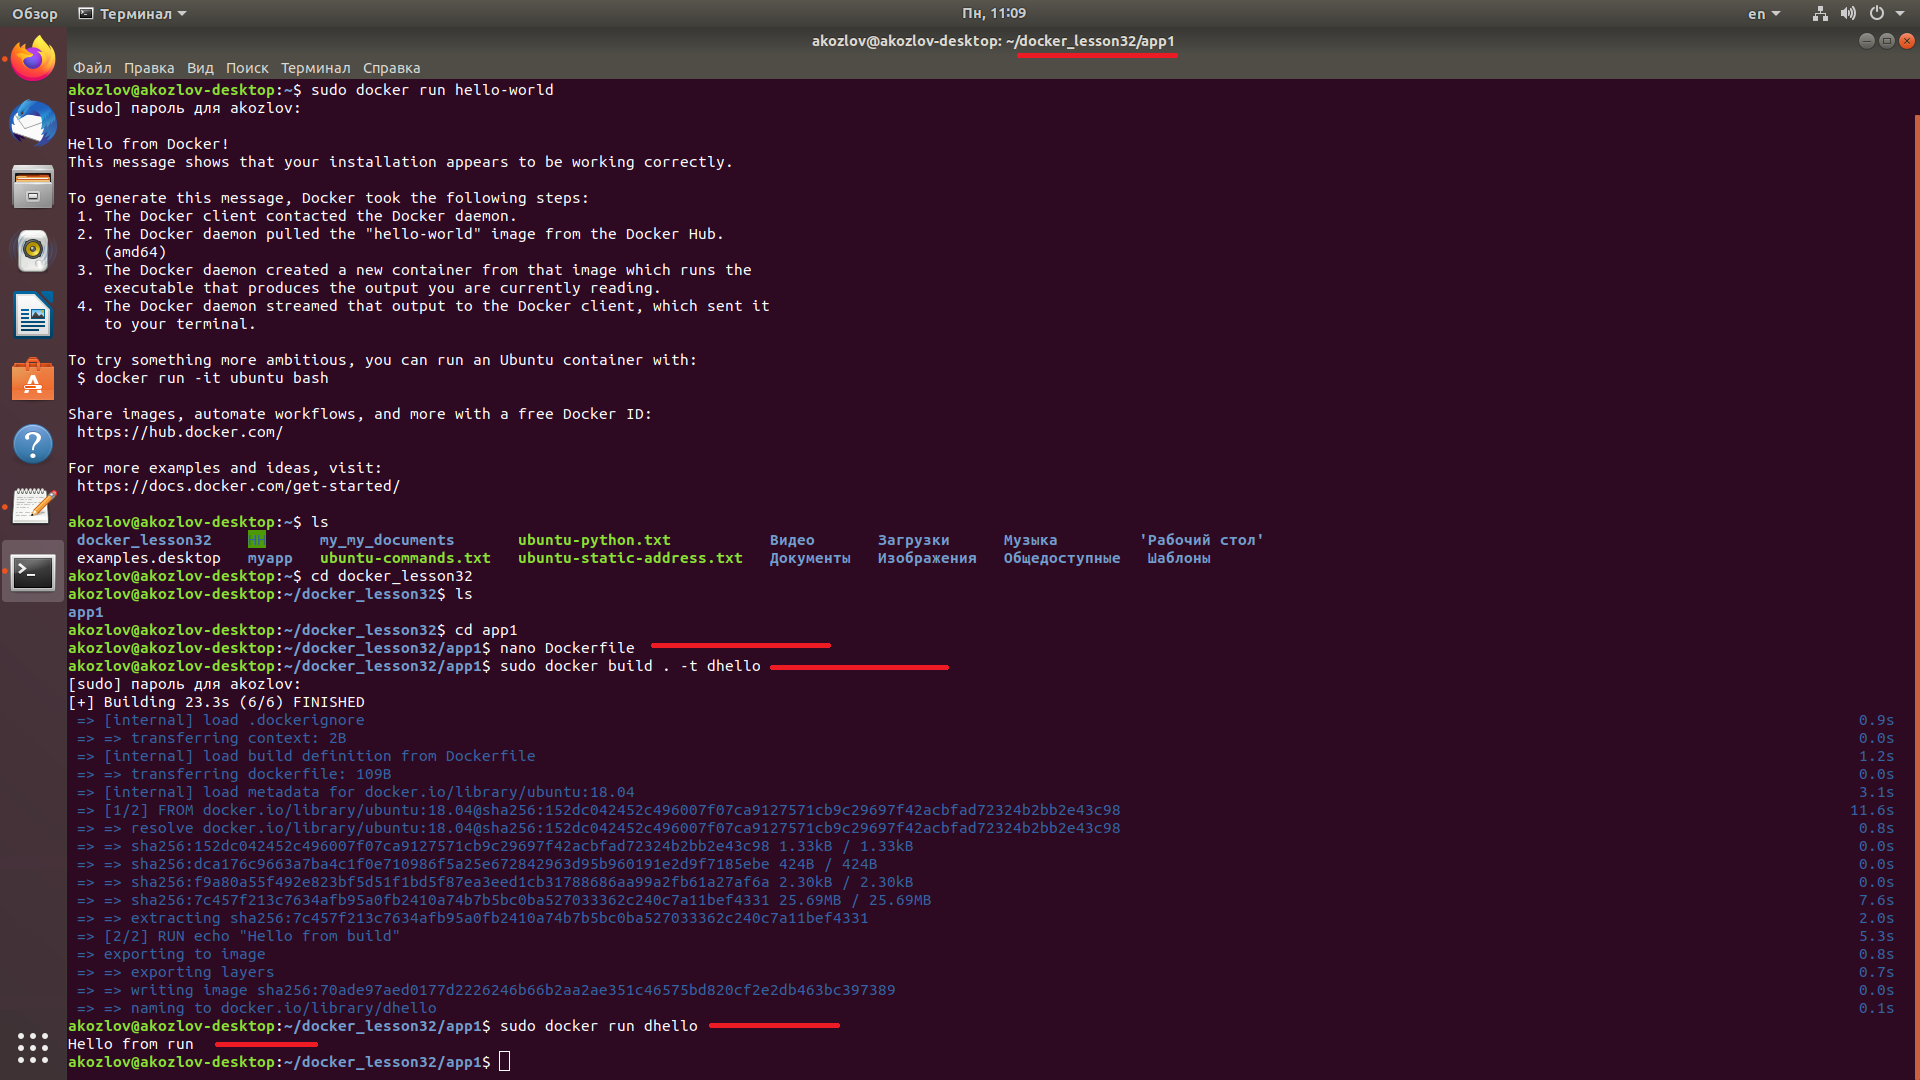 Обзор Терминал Пн, 11:09 en
akozlov@akozlov-desktop: ~/docker_lesson32/app1
Файл Правка Вид Поиск Терминал Справка
akozlov@akozlov-desktop:~$ sudo docker run hello-world
[sudo] пароль для akozlov:
Hello from Docker!
This message shows that your installation appears to be working correctly.
To generate this message, Docker took the following steps:
1. The Docker client contacted the Docker daemon.
2. The Docker daemon pulled the "hello-world" image from the Docker Hub.
(amd64)
3. The Docker daemon created a new container from that image which runs the
executable that produces the output you are currently reading.
4. The Docker daemon streamed that output to the Docker client, which sent it
to your terminal.
To try something more ambitious, you can run an Ubuntu container with:
$ docker run -it ubuntu bash
Share images, automate workflows, and more with a free Docker ID:
https://hub.docker.com/
For more examples and ideas, visit:
https://docs.docker.com/get-started/
akozlov@akozlov-desktop:~$ ls
docker_lesson32 HH my_my_documents ubuntu-python.txt Видео Загрузки Музыка 'Рабочий стол'
examples.desktop myapp ubuntu-commands.txt ubuntu-static-address.txt Документы Изображения Общедоступные Шаблоны
akozlov@akozlov-desktop:~$ cd docker_lesson32
akozlov@akozlov-desktop:~/docker_lesson32$ ls
app1
akozlov@akozlov-desktop:~/docker_lesson32$ cd app1
akozlov@akozlov-desktop:~/docker_lesson32/app1$ nano Dockerfile
akozlov@akozlov-desktop:~/docker_lesson32/app1$ sudo docker build . -t dhello
[sudo] пароль для akozlov:
[+] Building 23.3s (6/6) FINISHED
=> [internal] load .dockerignore 0.9s
=> => transferring context: 2B 0.0s
=> [internal] load build definition from Dockerfile 1.2s
=> => transferring dockerfile: 109B 0.0s
=> [internal] load metadata for docker.io/library/ubuntu:18.04 3.1s
=> [1/2] FROM docker.io/library/ubuntu:18.04@sha256:152dc042452c496007f07ca9127571cb9c29697f42acbfad72324b2bb2e43c98 11.6s
=> => resolve docker.io/library/ubuntu:18.04@sha256:152dc042452c496007f07ca9127571cb9c29697f42acbfad72324b2bb2e43c98 0.8s
=> => sha256:152dc042452c496007f07ca9127571cb9c29697f42acbfad72324b2bb2e43c98 1.33kB / 1.33kB 0.0s
=> => sha256:dca176c9663a7ba4c1f0e710986f5a25e672842963d95b960191e2d9f7185ebe 424B / 424B 0.0s
=> => sha256:f9a80a55f492e823bf5d51f1bd5f87ea3eed1cb31788686aa99a2fb61a27af6a 2.30kB / 2.30kB 0.0s
=> => sha256:7c457f213c7634afb95a0fb2410a74b7b5bc0ba527033362c240c7a11bef4331 25.69MB / 25.69MB 7.6s
=> => extracting sha256:7c457f213c7634afb95a0fb2410a74b7b5bc0ba527033362c240c7a11bef4331 2.0s
=> [2/2] RUN echo "Hello from build" 5.3s
=> exporting to image 0.8s
=> => exporting layers 0.7s
=> => writing image sha256:70ade97aed0177d2226246b66b2aa2ae351c46575bd820cf2e2db463bc397389 0.0s
=> => naming to docker.io/library/dhello 0.1s
akozlov@akozlov-desktop:~/docker_lesson32/app1$ sudo docker run dhello
Hello from run
akozlov@akozlov-desktop:~/docker_lesson32/app1$